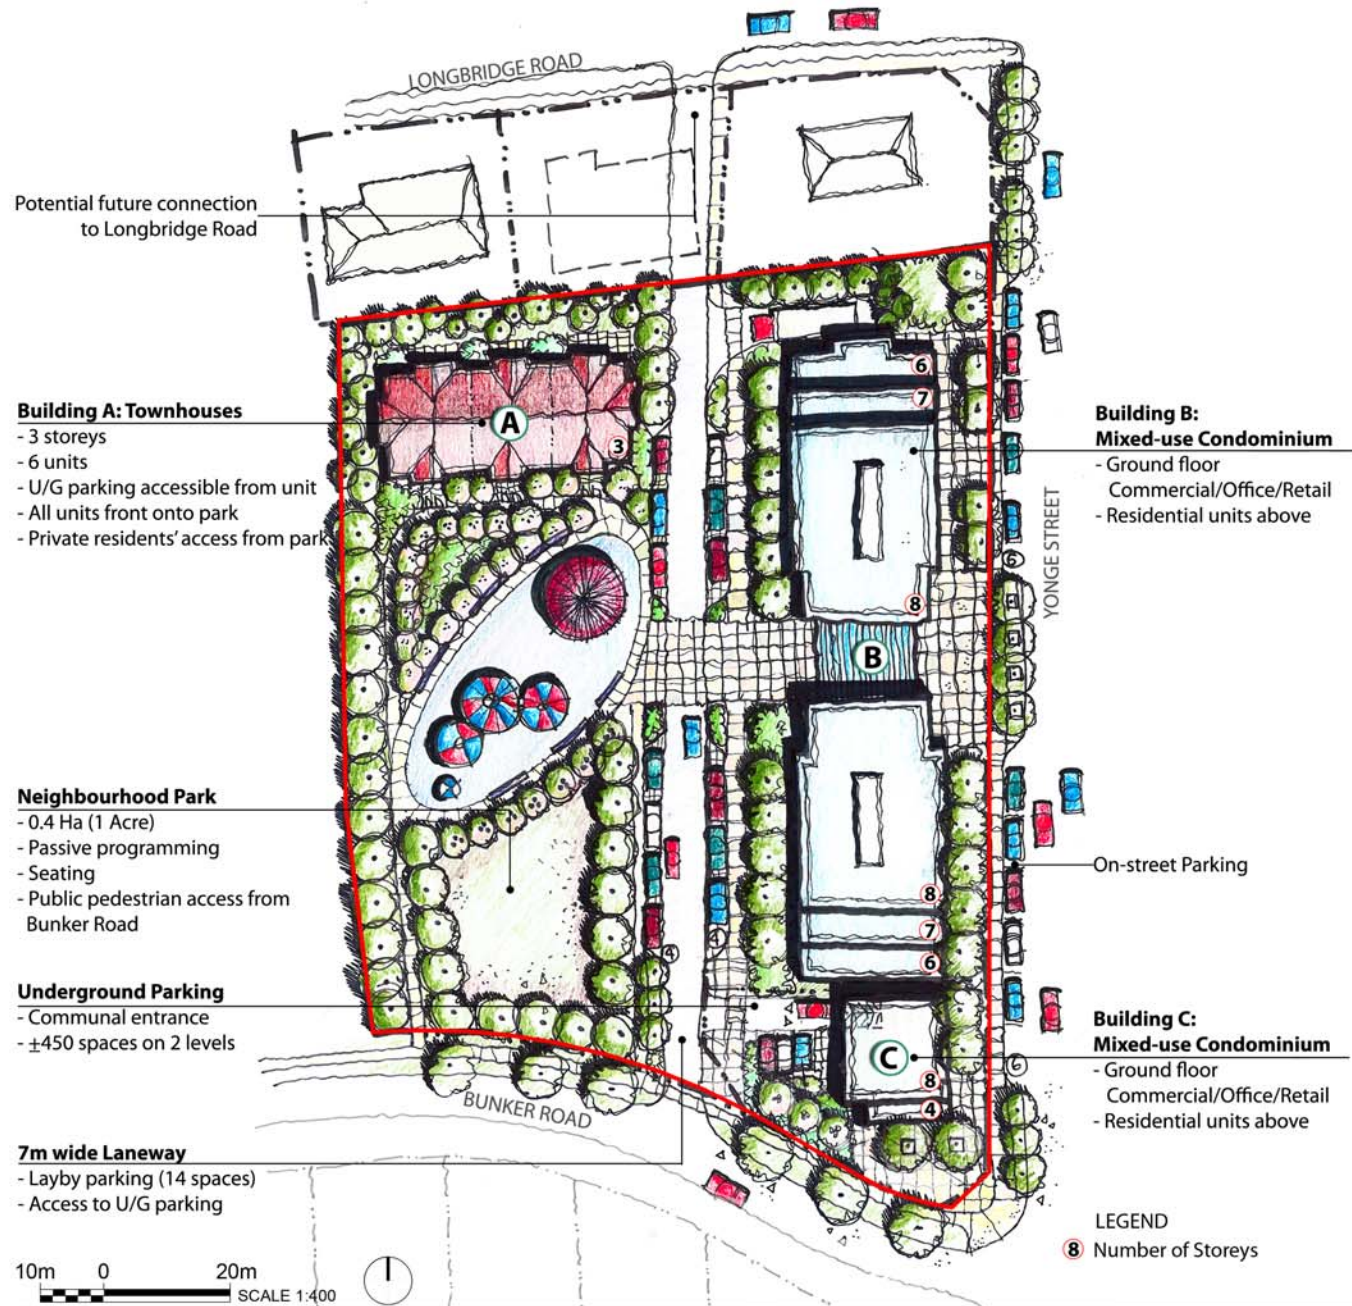 LONGBRIDGE ROAD
Potential future connection
to Longbridge Road
Building A: Townhouses
- 3 storeys
- 6 units
- U/G parking accessible from unit
- All units front onto park
- Private residents' access from park
A
3
6
7
8
B
8
7
6
C
8
4
Building B:
Mixed-use Condominium
- Ground floor
Commercial/Office/Retail
- Residential units above
YONGE STREET
5
Neighbourhood Park
- 0.4 Ha (1 Acre)
- Passive programming
- Seating
- Public pedestrian access from
Bunker Road
On-street Parking
4
4
Underground Parking
- Communal entrance
- ±450 spaces on 2 levels
Building C:
Mixed-use Condominium
- Ground floor
Commercial/Office/Retail
- Residential units above
6
BUNKER ROAD
7m wide Laneway
- Layby parking (14 spaces)
- Access to U/G parking
LEGEND
8 Number of Storeys
10m 0 20m
SCALE 1:400